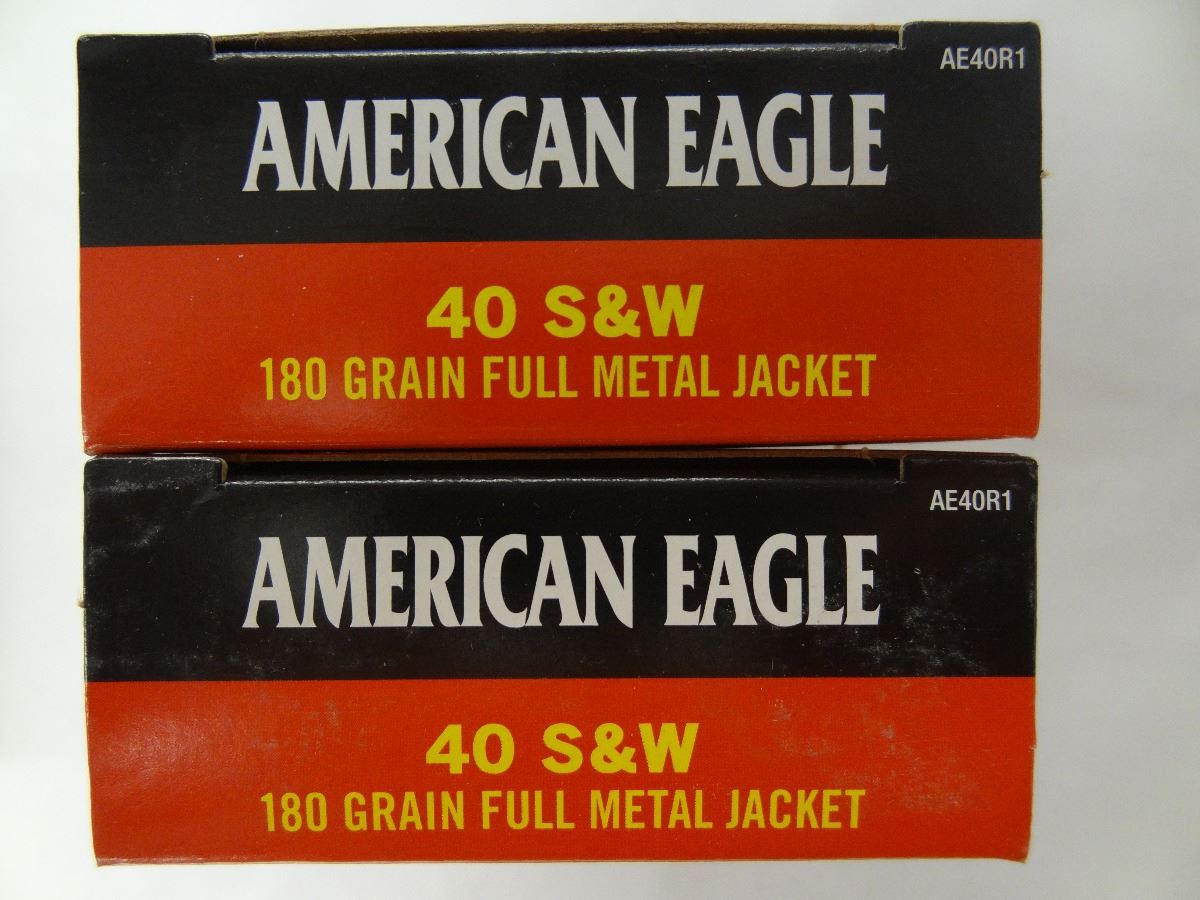 AE40R1
AMERICAN EAGLE
40 S&W
180 GRAIN FULL METAL JACKET
AE40R1
AMERICAN EAGLE
40 S&W
180 GRAIN FULL METAL JACKET